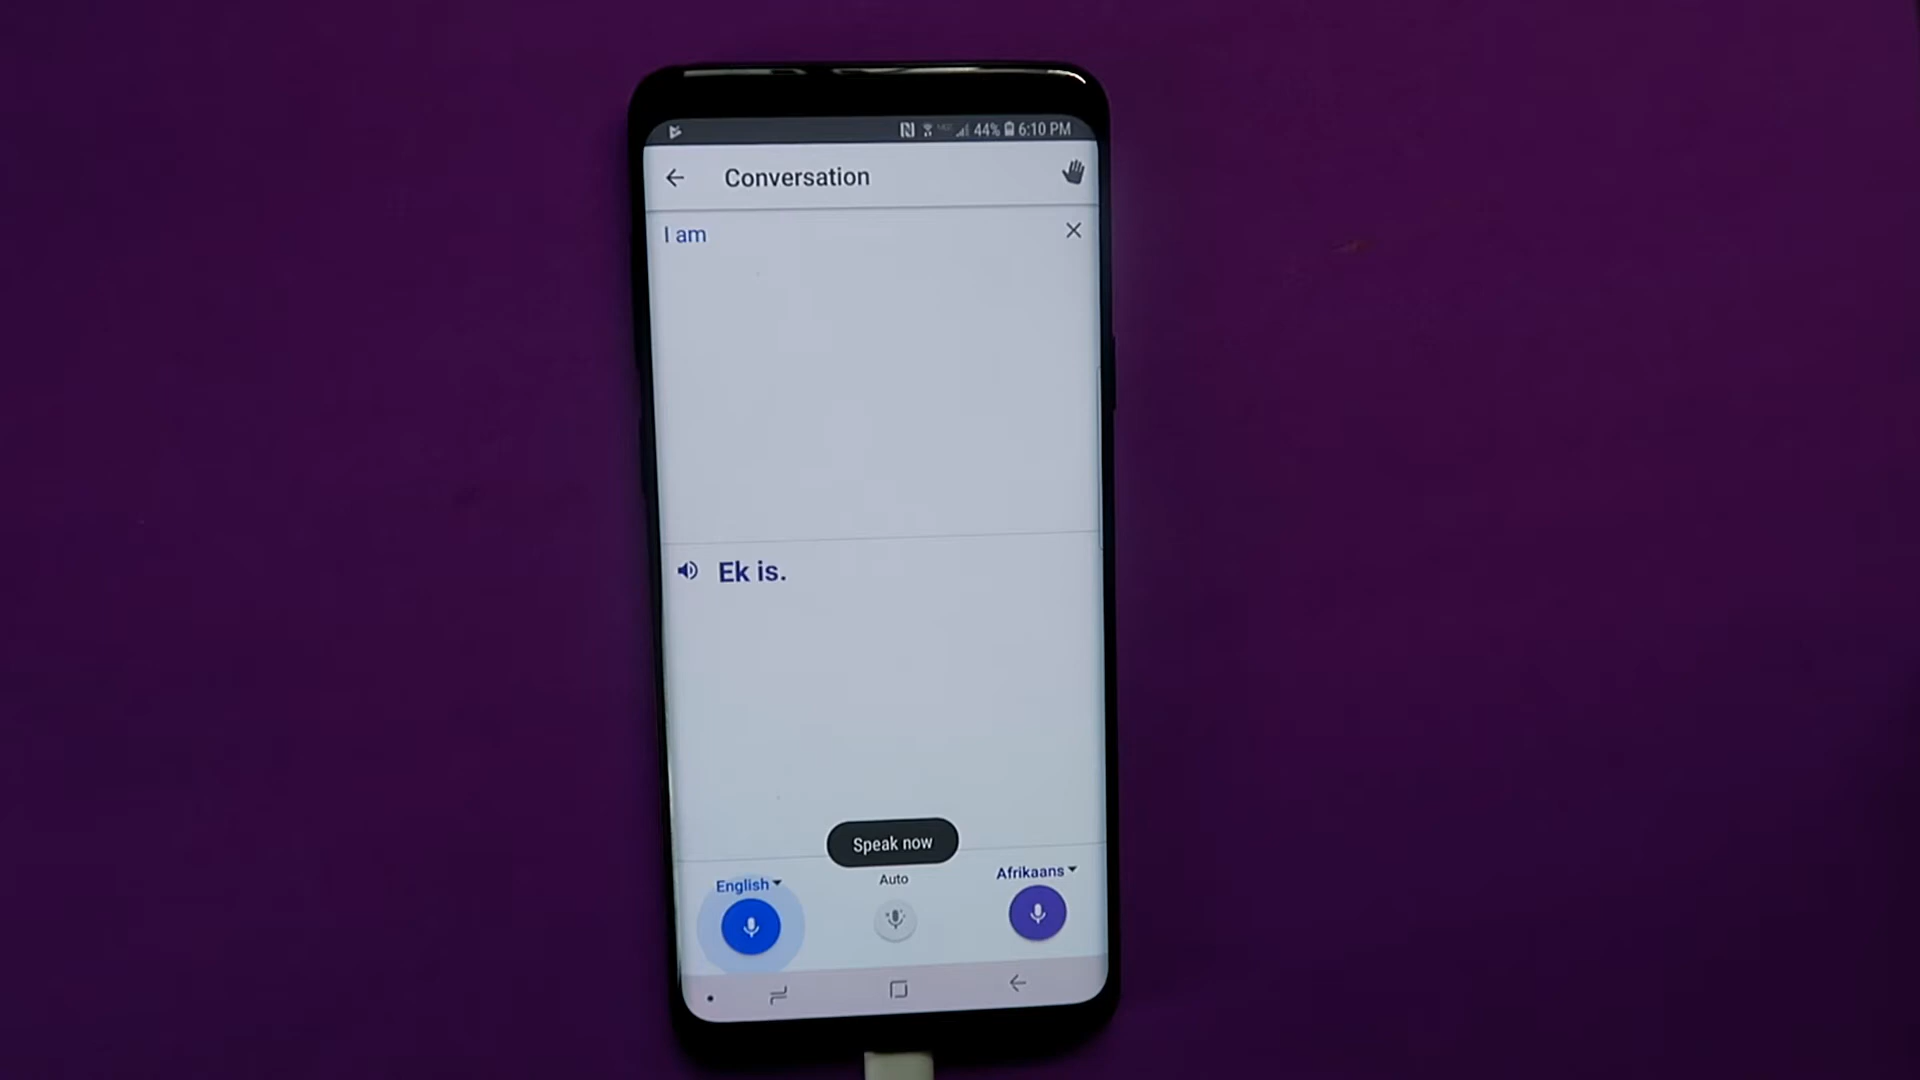 44% 6:10 PM
Conversation
I am
Ek is.
Speak now
English
Auto
Afrikaans